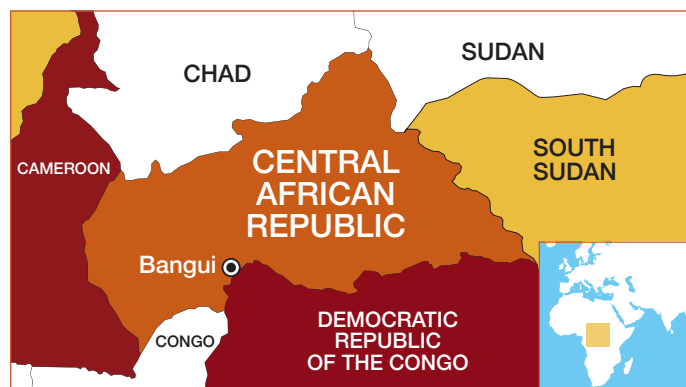 SUDAN
CHAD
CENTRAL
AFRICAN
REPUBLIC
SOUTH
SUDAN
CAMEROON
Bangui
CONGO
DEMOCRATIC
REPUBLIC
OF THE CONGO